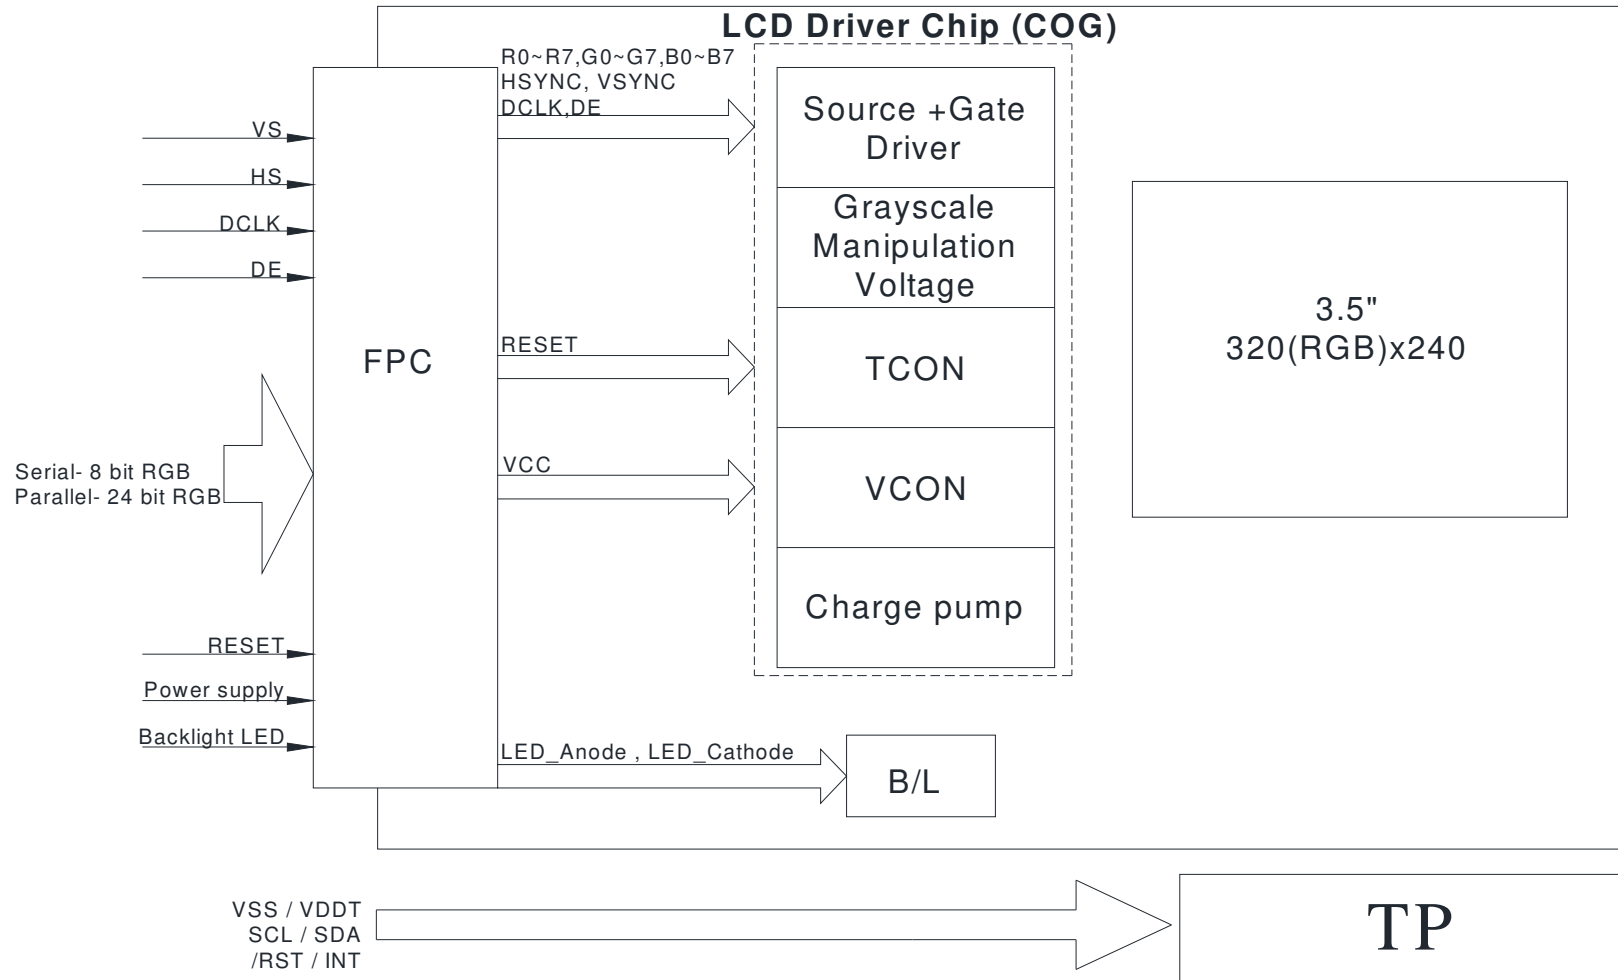 LCD Driver Chip (COG)
R0~R7,G0~G7,B0~B7
HSYNC, VSYNC
DCLK,DE
Source +Gate
Driver
VS
HS
DCLK
DE
Grayscale
Manipulation
Voltage
3.5"
320(RGB)x240
FPC
RESET
TCON
VCC
VCON
Serial- 8 bit RGB
Parallel- 24 bit RGB
Charge pump
RESET
Power supply
Backlight LED
LED_Anode , LED_Cathode
B/L
VSS / VDDT
SCL / SDA
/RST / INT
TP